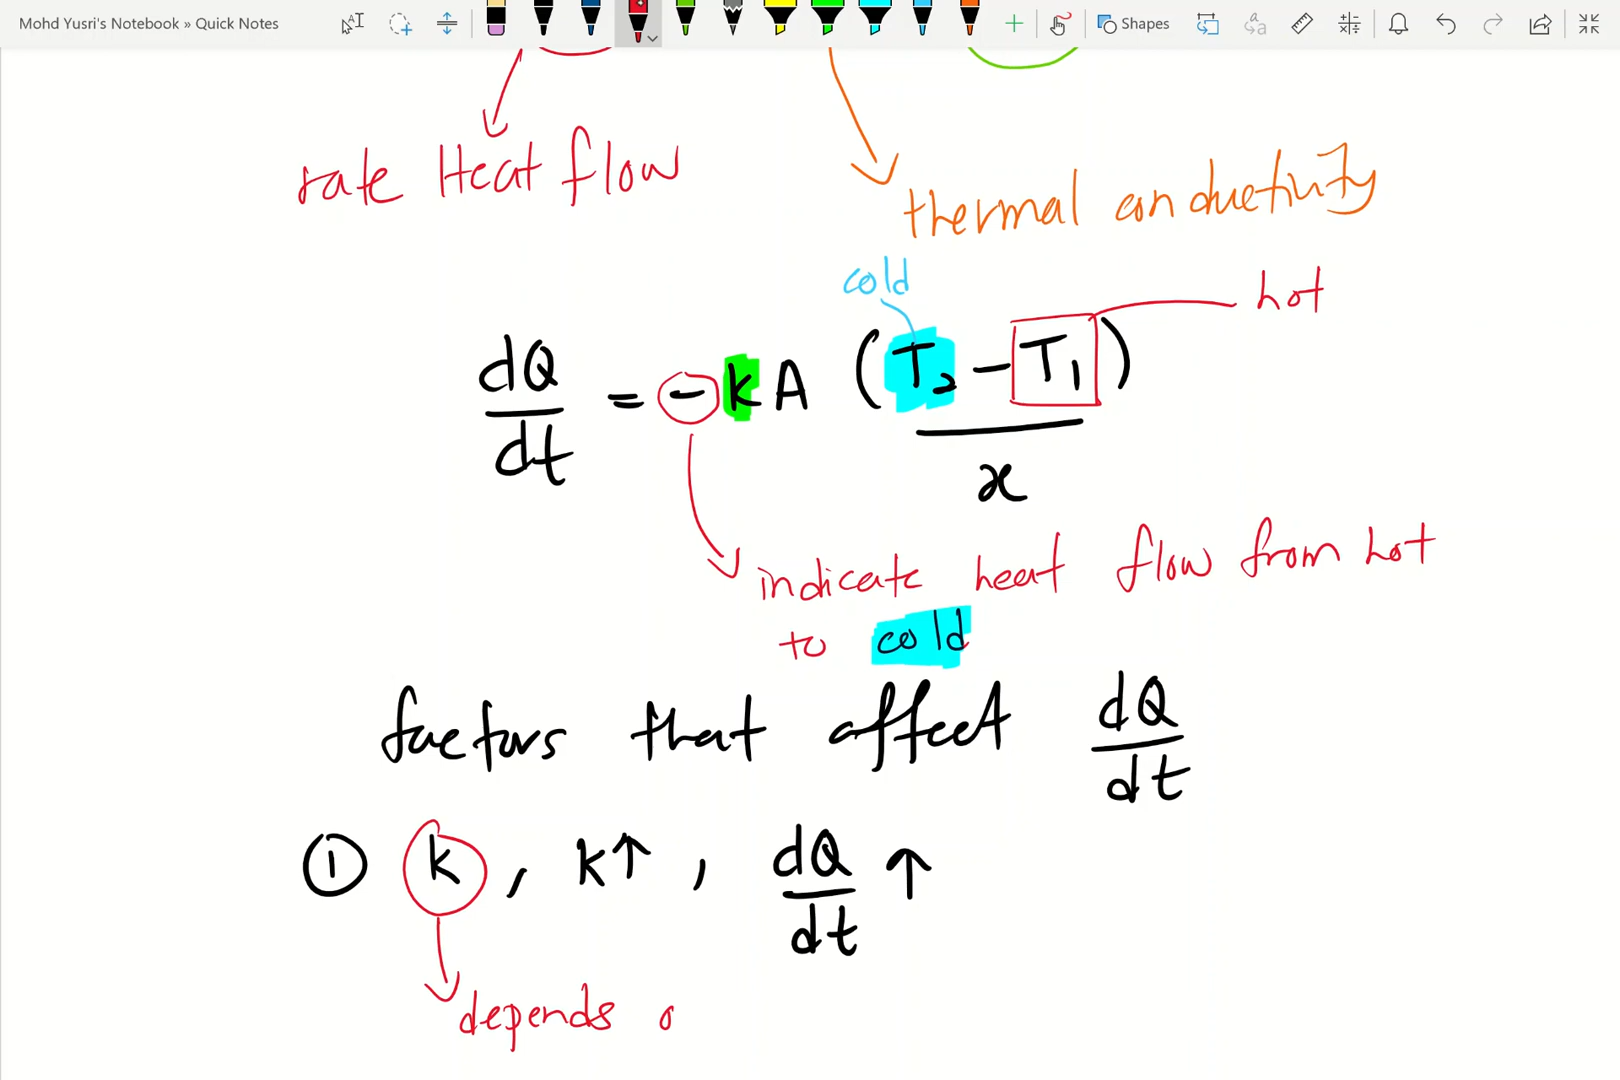 Mohd Yusri's Notebook » Quick Notes
Shapes
rate Heat flow
thermal conductivity
cold
hot
dQ/dt = - k A (T₂ - T₁)/x
indicate heat flow from hot
to cold
factors that affect dQ/dt
① k , k↑ , dQ/dt ↑
depends o